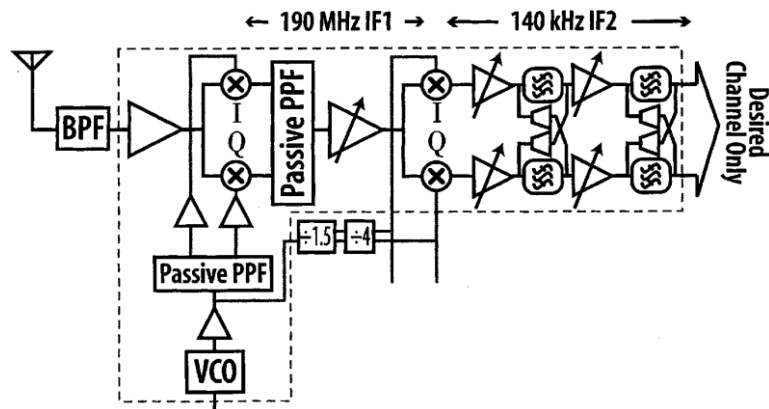 190 MHz IF1
140 kHz IF2
BPF
I
Q
Passive PPF
I
Q
Desired
Channel Only
÷1.5
÷4
Passive PPF
VCO